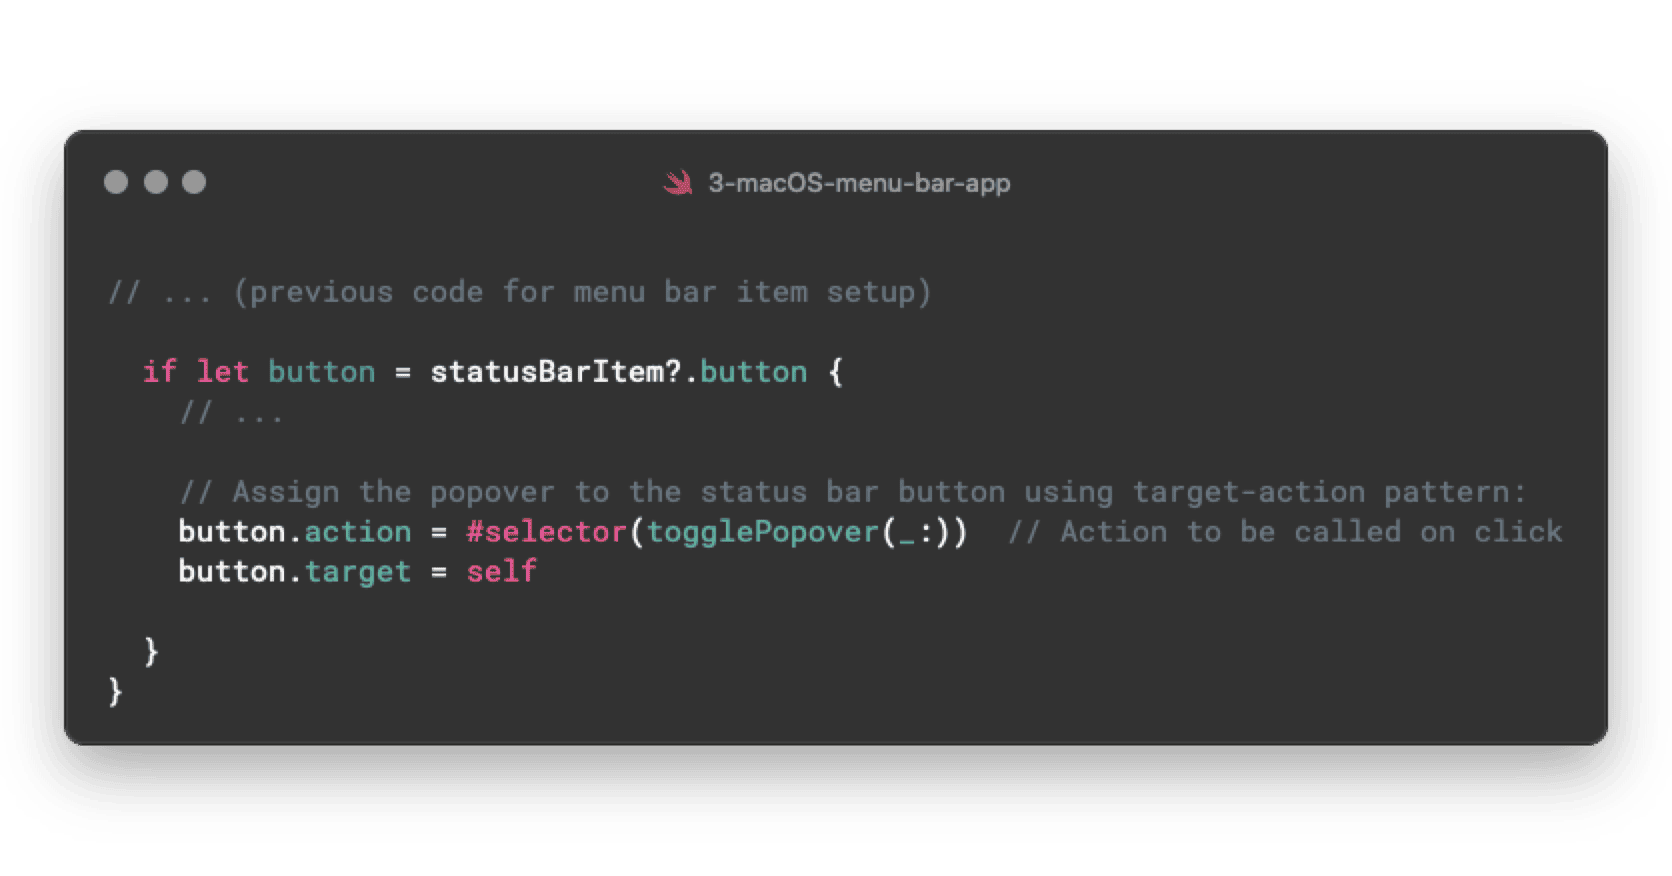 3-macOS-menu-bar-app
// ... (previous code for menu bar item setup)
if let button = statusBarItem?.button {
// ...
// Assign the popover to the status bar button using target-action pattern:
button.action = #selector(togglePopover(_:))  // Action to be called on click
button.target = self
}
}